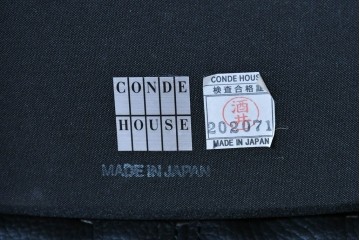 CONDE
HOUSE
MADE IN JAPAN
CONDE HOUS
検査合格証
酒井
202071
MADE IN JAPAN